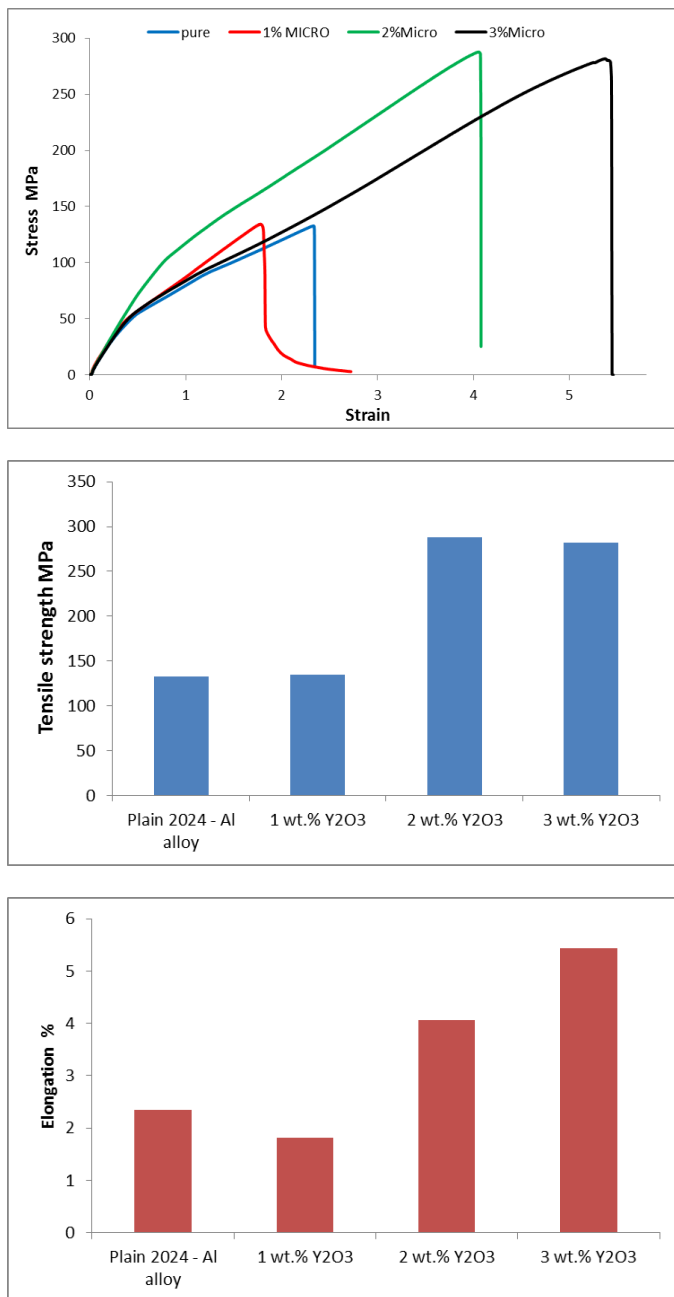 pure 1% MICRO 2%Micro 3%Micro
300
250
200
150
100
50
0
Stress MPa
0 1 2 3 4 5
Strain
350
300
250
200
150
100
50
0
Tensile strength MPa
Plain 2024 - Al alloy
1 wt.% Y2O3 2 wt.% Y2O3 3 wt.% Y2O3
6
5
4
3
2
1
0
Elongation %
Plain 2024 - Al alloy
1 wt.% Y2O3 2 wt.% Y2O3 3 wt.% Y2O3